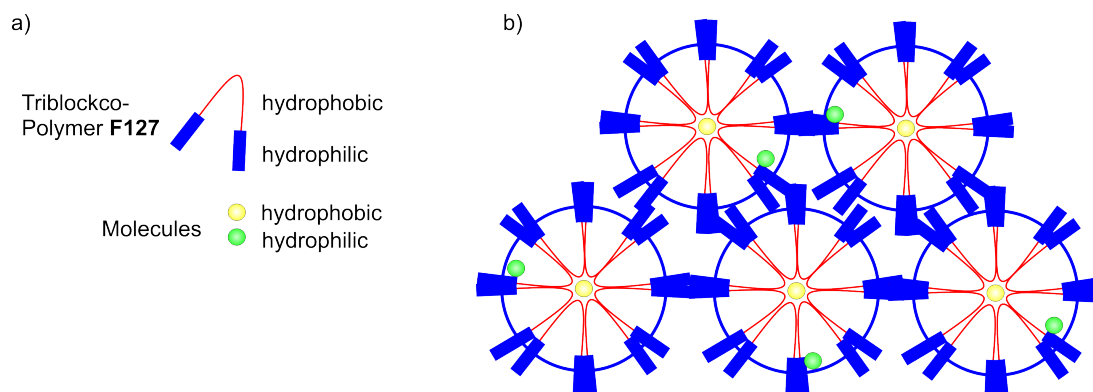 a)
Triblockco-
Polymer F127
hydrophobic
hydrophilic
Molecules
hydrophobic
hydrophilic
b)